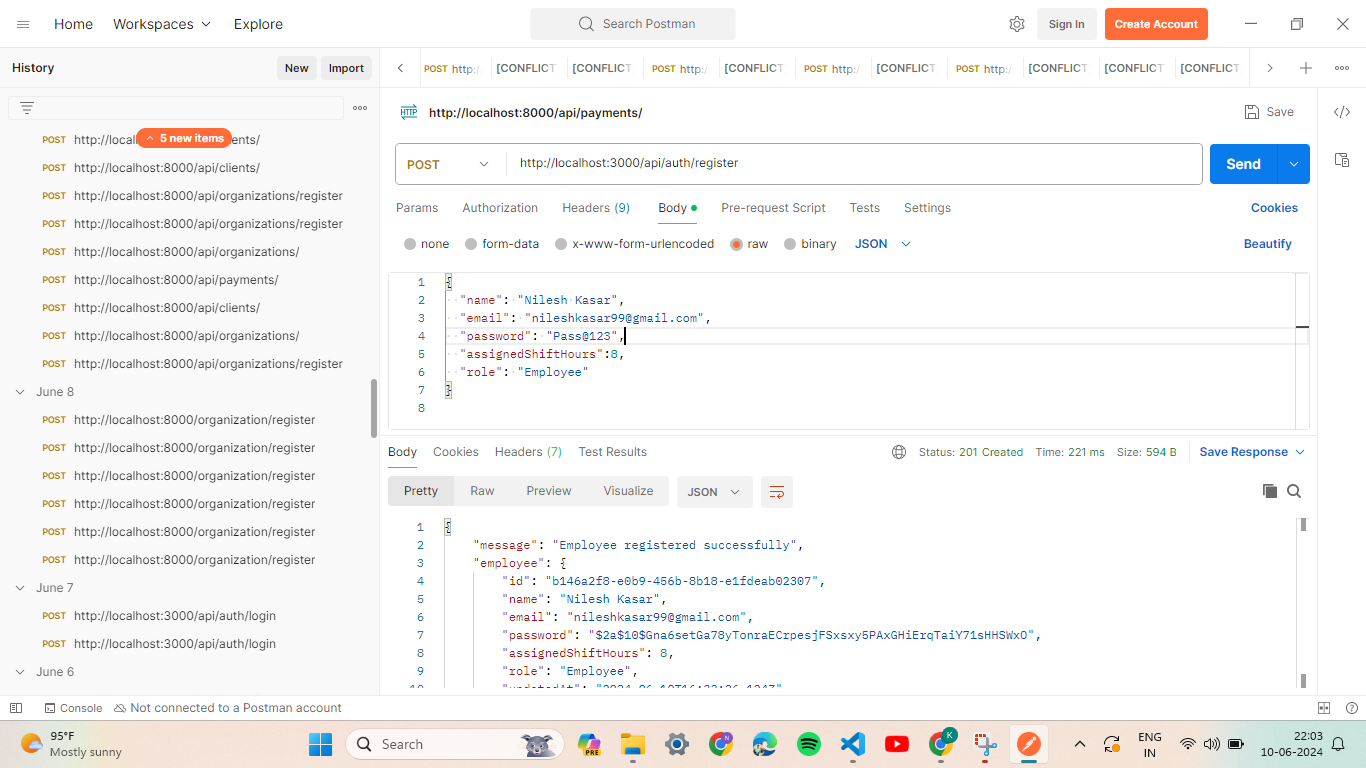 Home
Workspaces
Explore
Search Postman
Sign In
Create Account
History
New
Import
POST http:/
[CONFLICT
[CONFLICT
POST http:/
[CONFLICT
POST http:/
[CONFLICT
POST http:/
[CONFLICT
[CONFLICT
[CONFLICT
5 new items
POST http://local ents/
POST http://localhost:8000/api/clients/
POST http://localhost:8000/api/organizations/register
POST http://localhost:8000/api/organizations/register
POST http://localhost:8000/api/organizations/
POST http://localhost:8000/api/payments/
POST http://localhost:8000/api/clients/
POST http://localhost:8000/api/organizations/
POST http://localhost:8000/api/organizations/register
June 8
POST http://localhost:8000/organization/register
POST http://localhost:8000/organization/register
POST http://localhost:8000/organization/register
POST http://localhost:8000/organization/register
POST http://localhost:8000/organization/register
POST http://localhost:8000/organization/register
June 7
POST http://localhost:3000/api/auth/login
POST http://localhost:3000/api/auth/login
June 6
HTTP http://localhost:8000/api/payments/
Save
POST
http://localhost:3000/api/auth/register
Send
Params
Authorization
Headers (9)
Body
Pre-request Script
Tests
Settings
Cookies
none
form-data
x-www-form-urlencoded
raw
binary
JSON
Beautify
1 {
2 "name": "Nilesh Kasar",
3 "email": "nileshkasar99@gmail.com",
4 "password": "Pass@123",
5 "assignedShiftHours":8,
6 "role": "Employee"
7 }
8
Body
Cookies
Headers (7)
Test Results
Status: 201 Created
Time: 221 ms
Size: 594 B
Save Response
Pretty
Raw
Preview
Visualize
JSON
1 {
2 "message": "Employee registered successfully",
3 "employee": {
4 "id": "b146a2f8-e0b9-456b-8b18-e1fdeab02307",
5 "name": "Nilesh Kasar",
6 "email": "nileshkasar99@gmail.com",
7 "password": "$2a$10$Gna6setGa78yTonraECrpesjFSxsxy5PAxGHiErqTaiY71sHHSWxO",
8 "assignedShiftHours": 8,
9 "role": "Employee",
Console
Not connected to a Postman account
95°F
Mostly sunny
Search
PRE
N
K
ENG
IN
22:03
10-06-2024